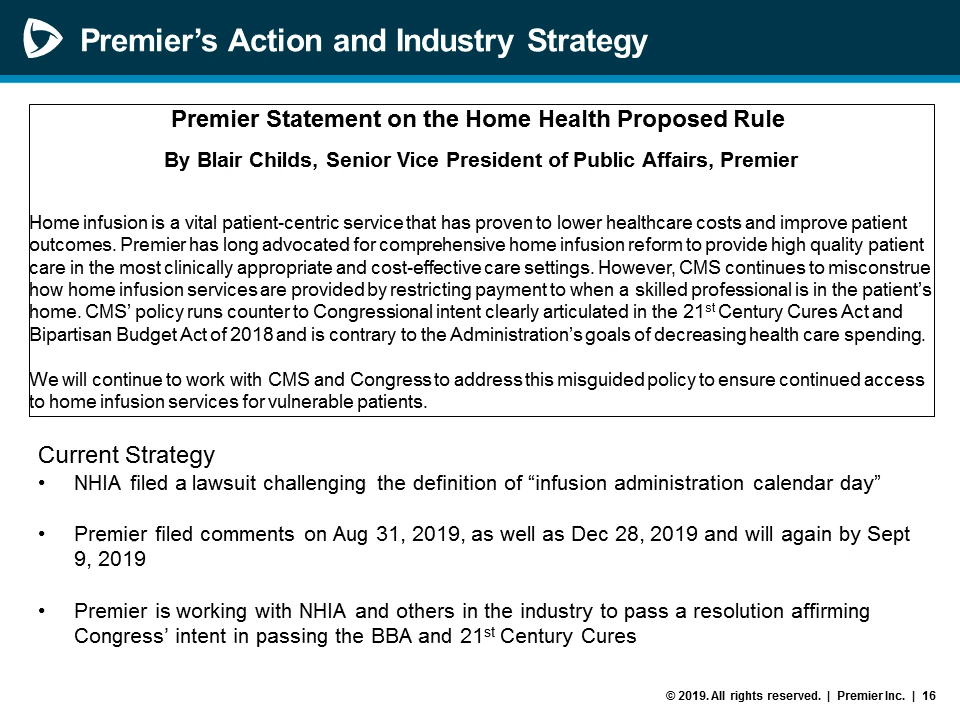 Premier's Action and Industry Strategy
Premier Statement on the Home Health Proposed Rule
By Blair Childs, Senior Vice President of Public Affairs, Premier
Home infusion is a vital patient-centric service that has proven to lower healthcare costs and improve patient
outcomes. Premier has long advocated for comprehensive home infusion reform to provide high quality patient
care in the most clinically appropriate and cost-effective care settings. However, CMS continues to misconstrue
how home infusion services are provided by restricting payment to when a skilled professional is in the patient's
home. CMS' policy runs counter to Congressional intent clearly articulated in the 21st Century Cures Act and
Bipartisan Budget Act of 2018 and is contrary to the Administration's goals of decreasing health care spending.
We will continue to work with CMS and Congress to address this misguided policy to ensure continued access
to home infusion services for vulnerable patients.
Current Strategy
• NHIA filed a lawsuit challenging the definition of “infusion administration calendar day”
• Premier filed comments on Aug 31, 2019, as well as Dec 28, 2019 and will again by Sept
9, 2019
• Premier is working with NHIA and others in the industry to pass a resolution affirming
Congress' intent in passing the BBA and 21st Century Cures
© 2019. All rights reserved. | Premier Inc. | 16